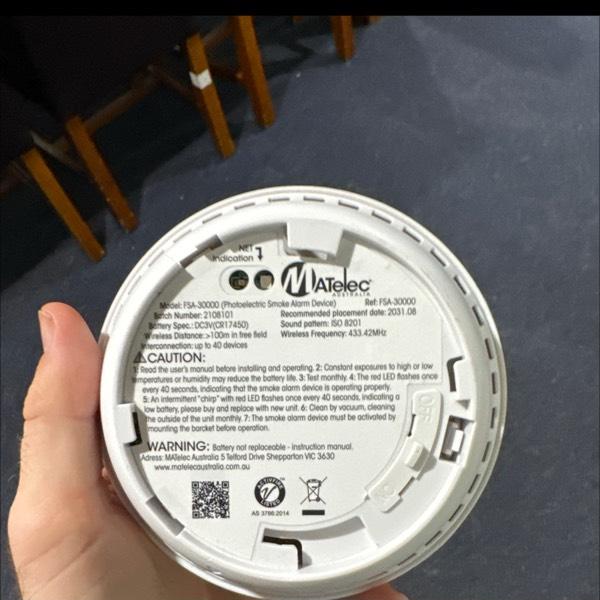 NET
Indication
MATelec
AUSTRALIA
Model: FSA-30000 (Photoelectric Smoke Alarm Device) Ref: FSA-30000
Batch Number: 2108101 Recommended placement date: 2031.08
Battery Spec.: DC3V(CR17450) Sound pattern: ISO 8201
Wireless Distance:>100m in free field Wireless Frequency: 433.42MHz
Interconnection: up to 40 devices
CAUTION:
1: Read the user's manual before installing and operating. 2: Constant exposures to high or low
temperatures or humidity may reduce the battery life. 3: Test monthly. 4: The red LED flashes once
every 40 seconds, indicating that the smoke alarm device is operating properly.
5: An intermittent "chirp" with red LED flashes once every 40 seconds, indicating a
low battery, please buy and replace with new unit. 6: Clean by vacuum, cleaning
the outside of the unit monthly. 7: The smoke alarm device must be activated by
mounting the barcket before operation.
OFF
WARNING: Battery not replaceable - instruction manual.
Adress: MATelec Australia 5 Telford Drive Shepparton VIC 3630
www.matelecaustralia.com.au
ACTIVFIRE
LISTED
AS 3786:2014